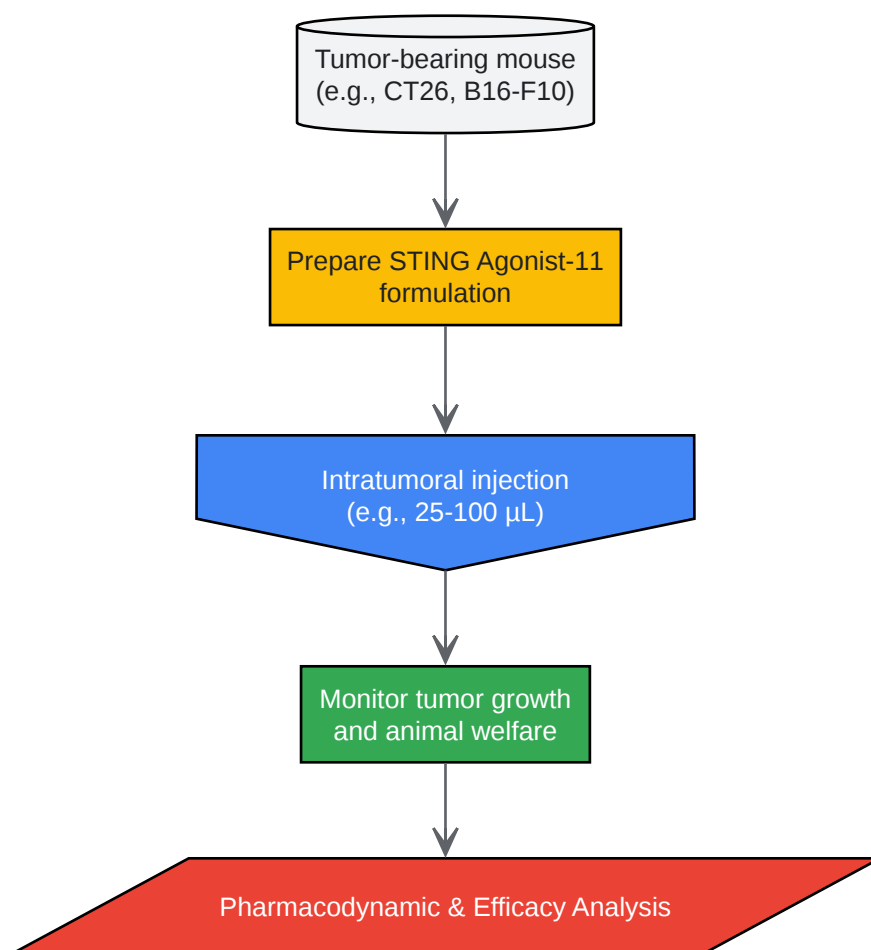 Tumor-bearing mouse
(e.g., CT26, B16-F10)
Prepare STING Agonist-11
formulation
Intratumoral injection
(e.g., 25-100 µL)
Monitor tumor growth
and animal welfare
Pharmacodynamic & Efficacy Analysis